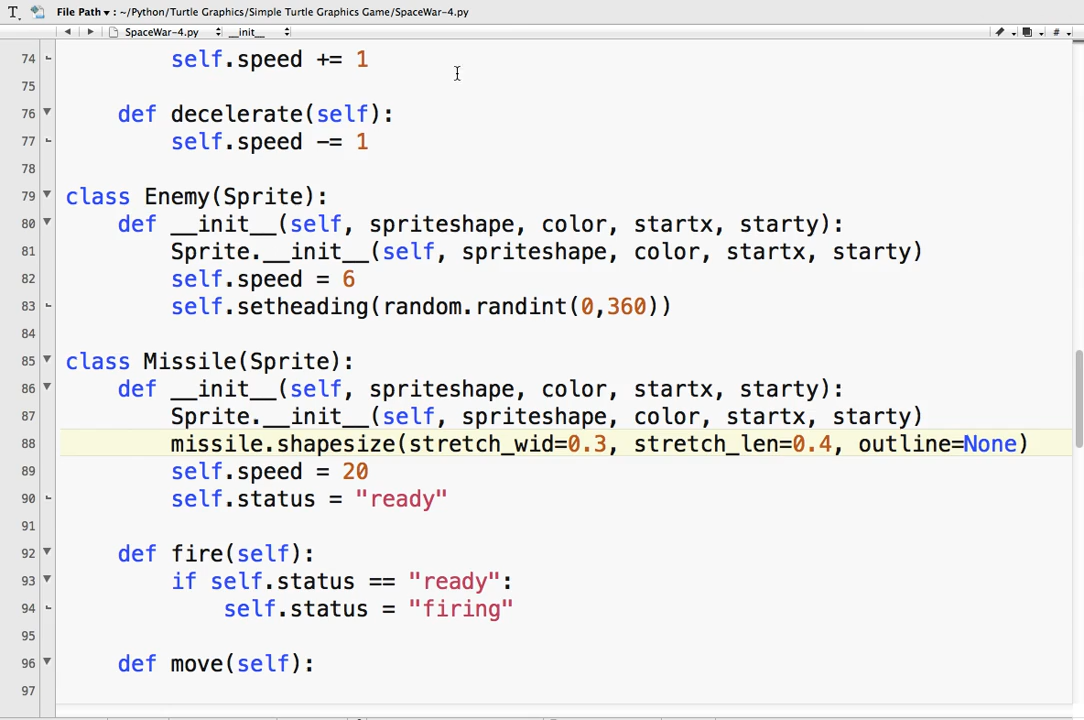 File Path ▾ : ~/Python/Turtle Graphics/Simple Turtle Graphics Game/SpaceWar-4.py
SpaceWar-4.py __init__ #
74 self.speed += 1
75
76 def decelerate(self):
77 self.speed -= 1
78
79 class Enemy(Sprite):
80 def __init__(self, spriteshape, color, startx, starty):
81 Sprite.__init__(self, spriteshape, color, startx, starty)
82 self.speed = 6
83 self.setheading(random.randint(0,360))
84
85 class Missile(Sprite):
86 def __init__(self, spriteshape, color, startx, starty):
87 Sprite.__init__(self, spriteshape, color, startx, starty)
88 missile.shapesize(stretch_wid=0.3, stretch_len=0.4, outline=None)
89 self.speed = 20
90 self.status = "ready"
91
92 def fire(self):
93 if self.status == "ready":
94 self.status = "firing"
95
96 def move(self):
97